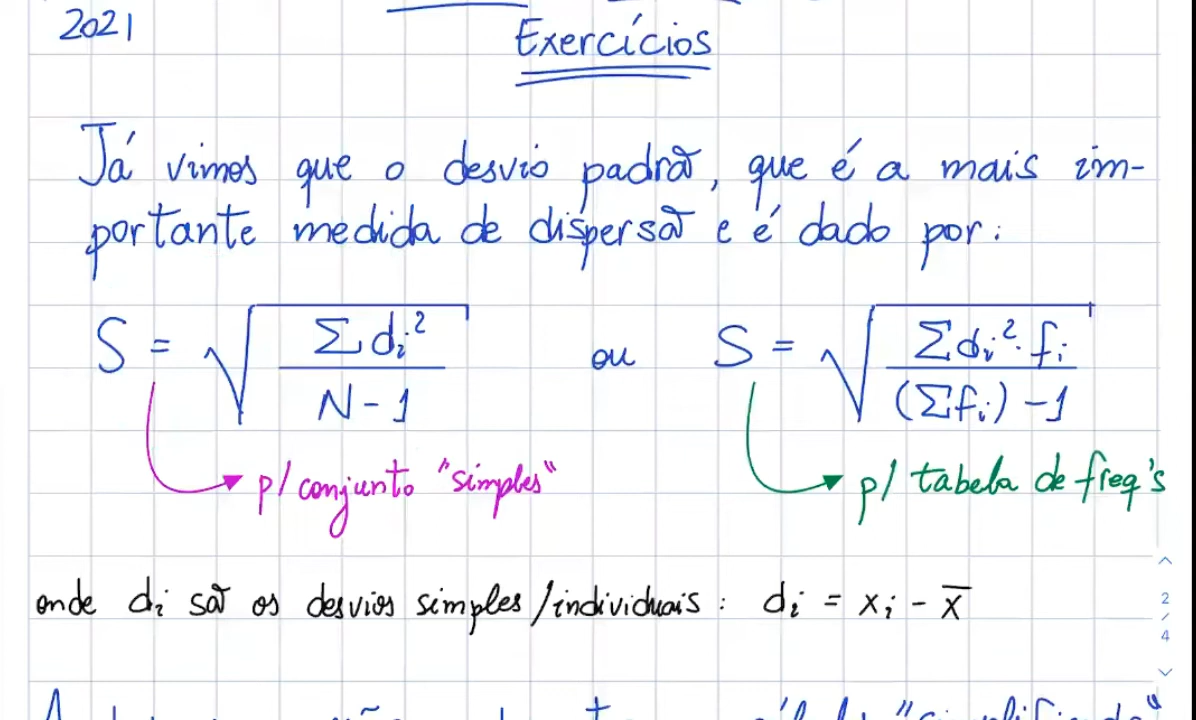 2021
Exercícios
Já vimos que o desvio padrão, que é a mais im-
portante medida de dispersão e é dado por:
S = √(Σdi² / (N-1)) ou S = √(Σdi².fi / ((Σfi)-1))
p/ conjunto "simples" p/ tabela de freq's
onde di são os desvios simples/individuais: di = xi - x̅
2
/
4